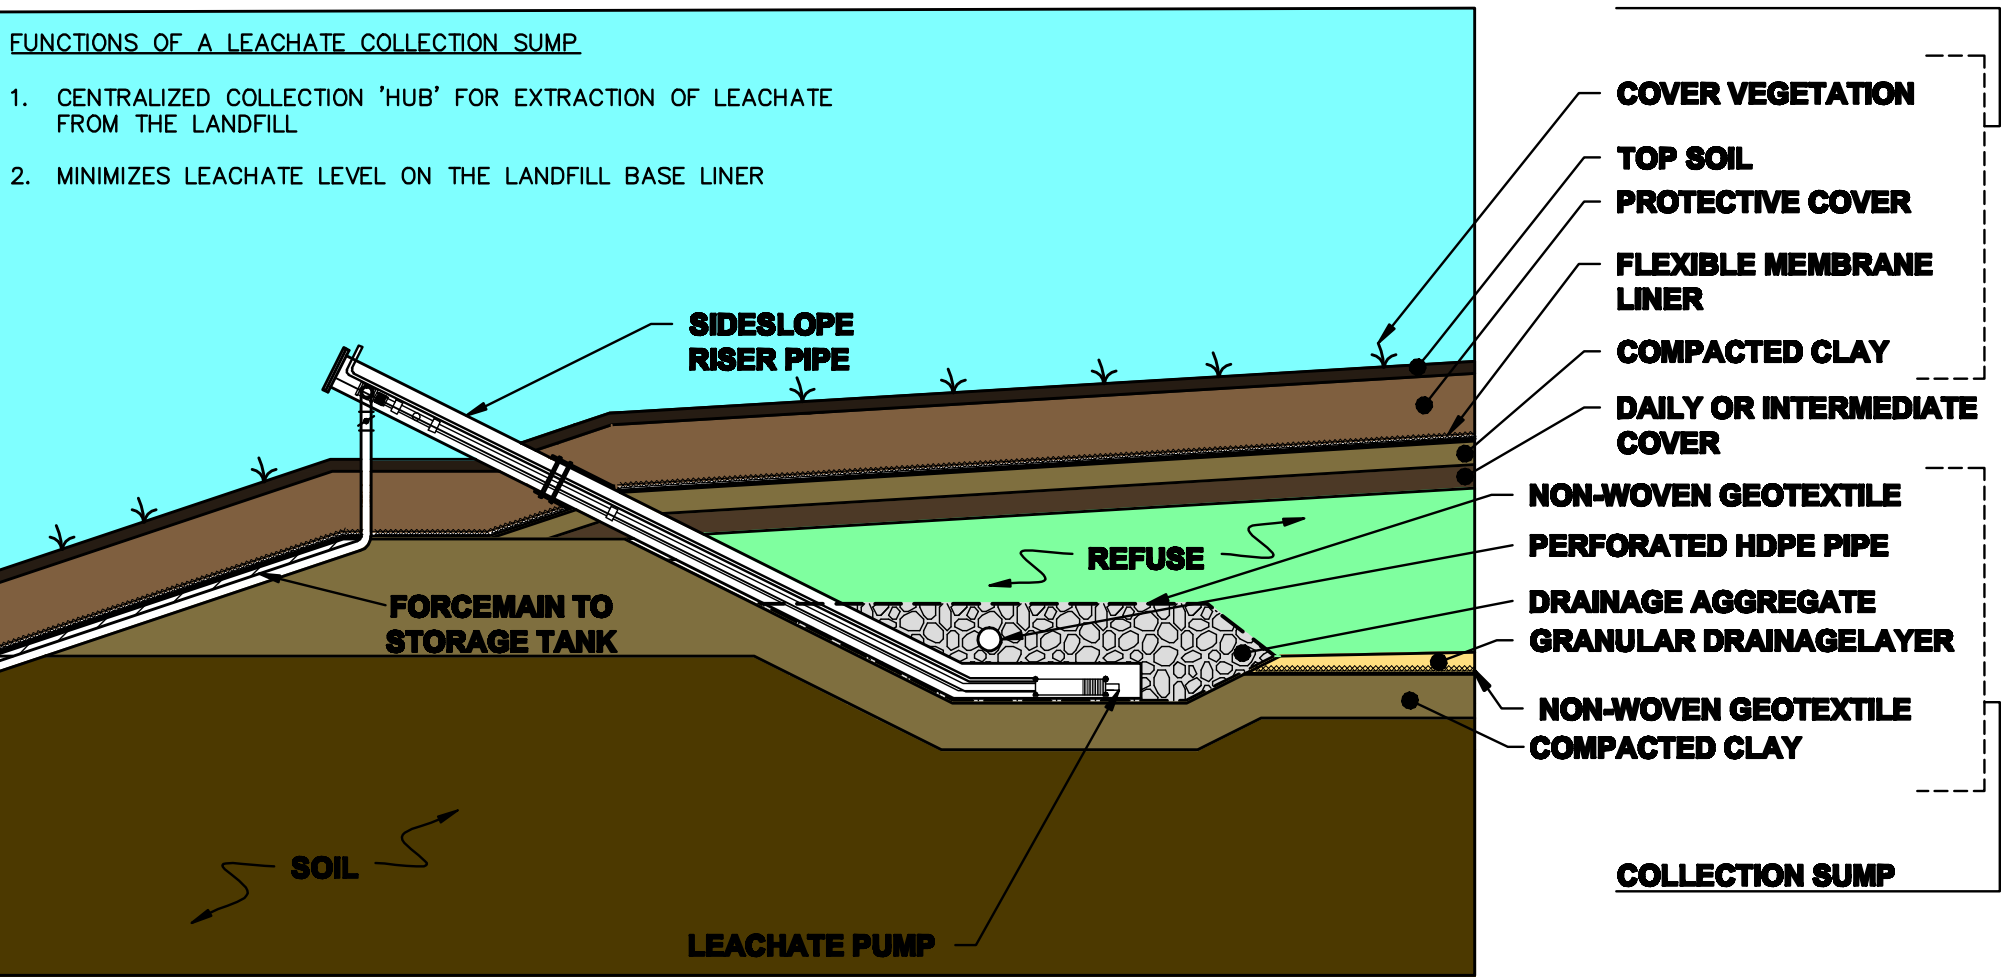 FUNCTIONS OF A LEACHATE COLLECTION SUMP
1. CENTRALIZED COLLECTION 'HUB' FOR EXTRACTION OF LEACHATE
FROM THE LANDFILL
2. MINIMIZES LEACHATE LEVEL ON THE LANDFILL BASE LINER
SIDESLOPE
RISER PIPE
COVER VEGETATION
TOP SOIL
PROTECTIVE COVER
FLEXIBLE MEMBRANE
LINER
COMPACTED CLAY
DAILY OR INTERMEDIATE
COVER
NON-WOVEN GEOTEXTILE
PERFORATED HDPE PIPE
DRAINAGE AGGREGATE
GRANULAR DRAINAGELAYER
NON-WOVEN GEOTEXTILE
COMPACTED CLAY
REFUSE
FORCEMAIN TO
STORAGE TANK
SOIL
LEACHATE PUMP
COLLECTION SUMP